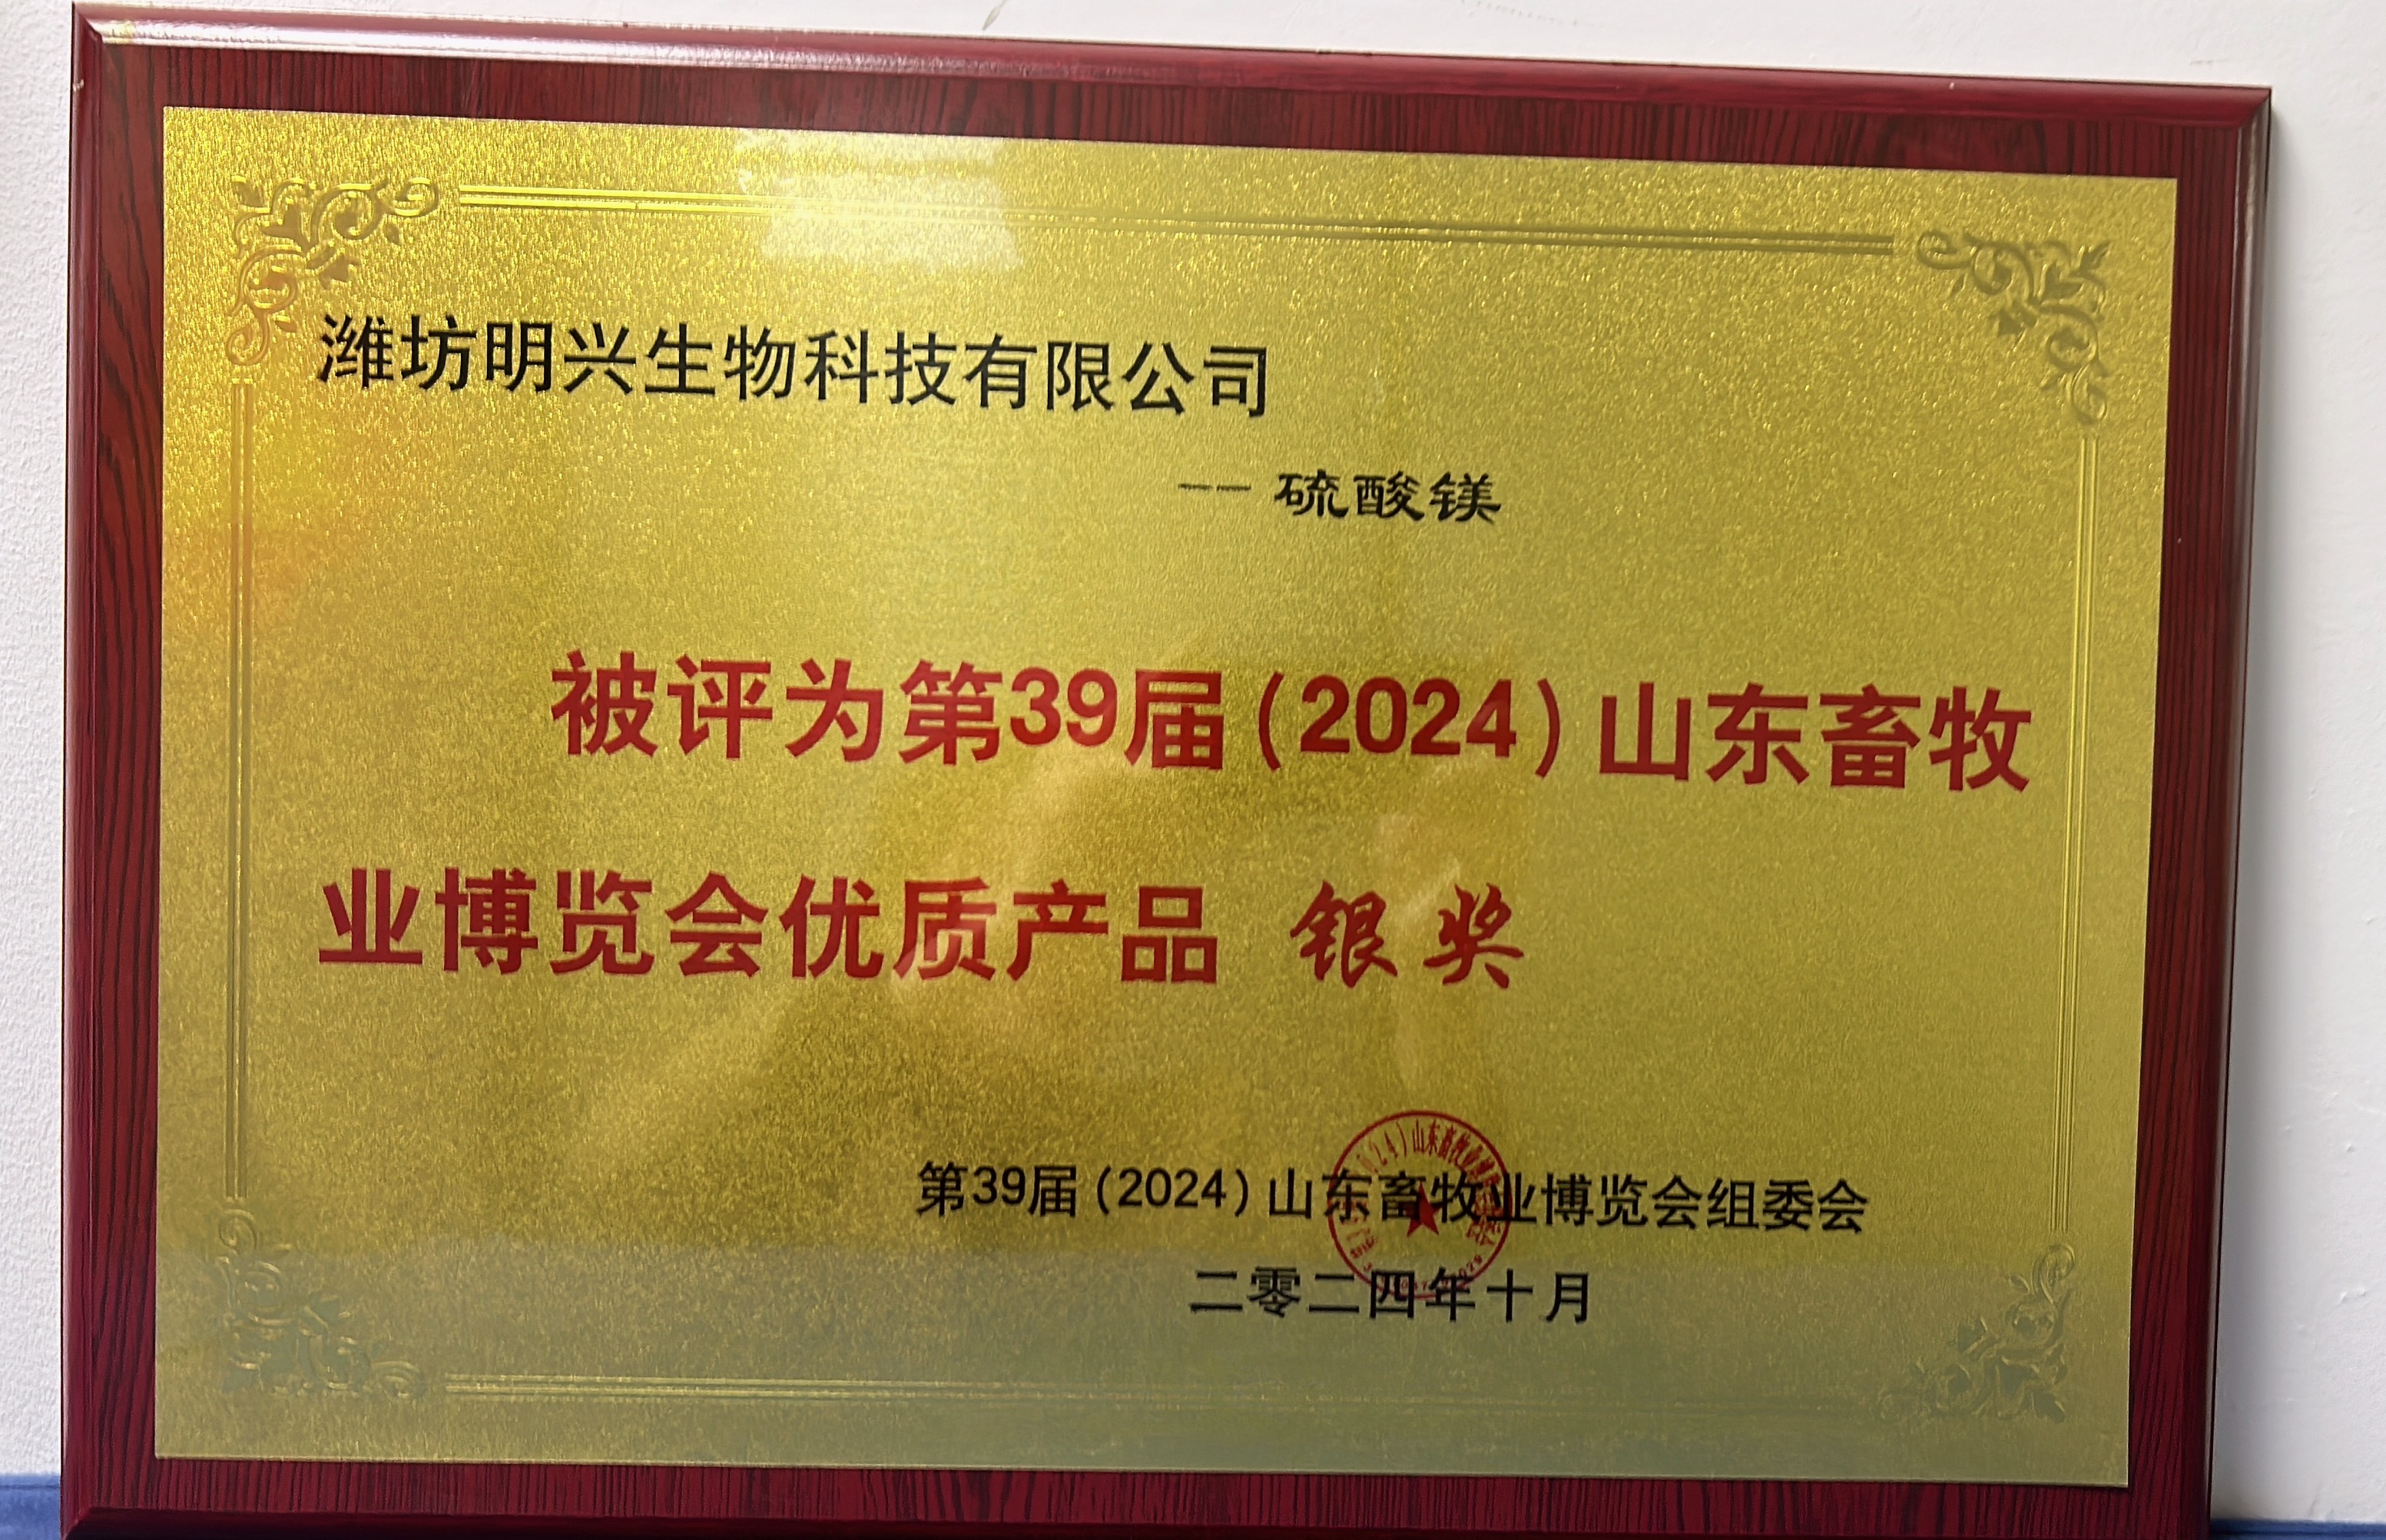 潍坊明兴生物科技有限公司
—— 硫酸镁
被评为第39届(2024)山东畜牧
业博览会优质产品 银奖
第39届(2024)山东畜牧业博览会组委会
二零二四年十月